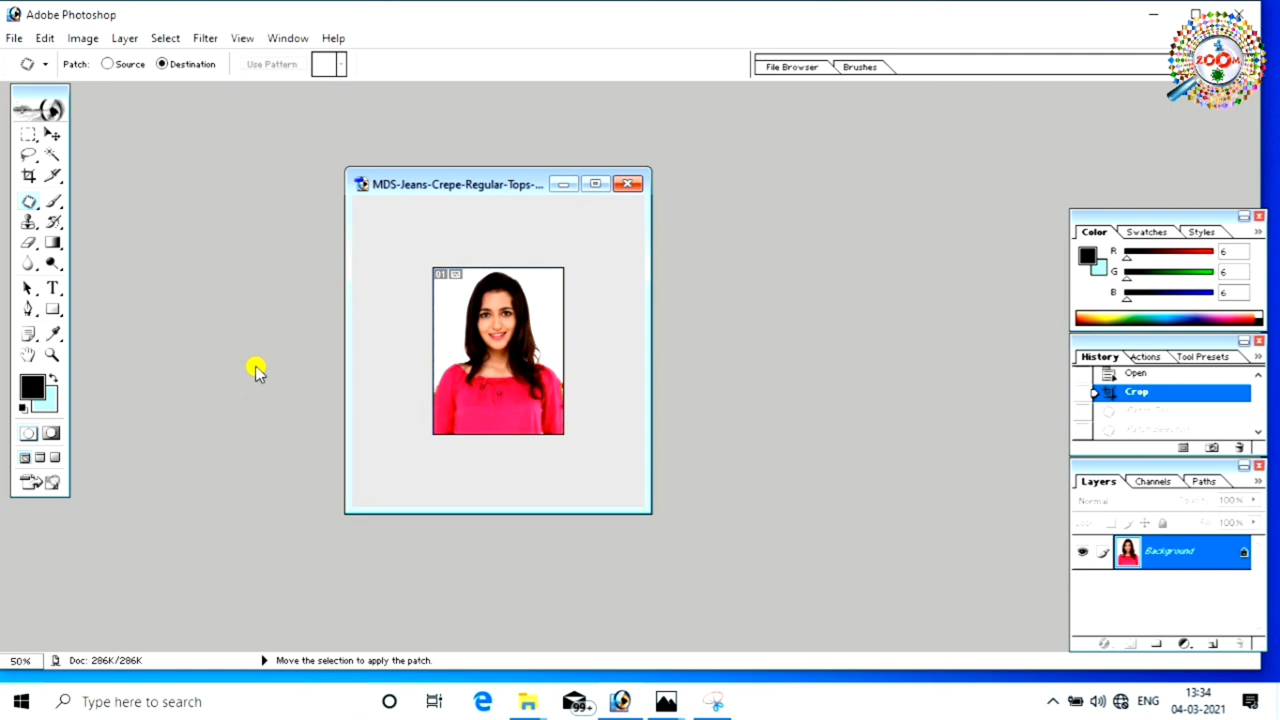 Adobe Photoshop
File Edit Image Layer Select Filter View Window Help
Patch: Source Destination Use Pattern
File Browser Brushes
ZOOM
MDS-Jeans-Crepe-Regular-Tops-...
01
Color Swatches Styles
R 6
G 6
B 6
History Actions Tool Presets
Open
Crop
Layers Channels Paths
Normal 100%
100%
Background
50% Doc: 286K/286K Move the selection to apply the patch.
Type here to search
99+
ENG
13:34
04-03-2021